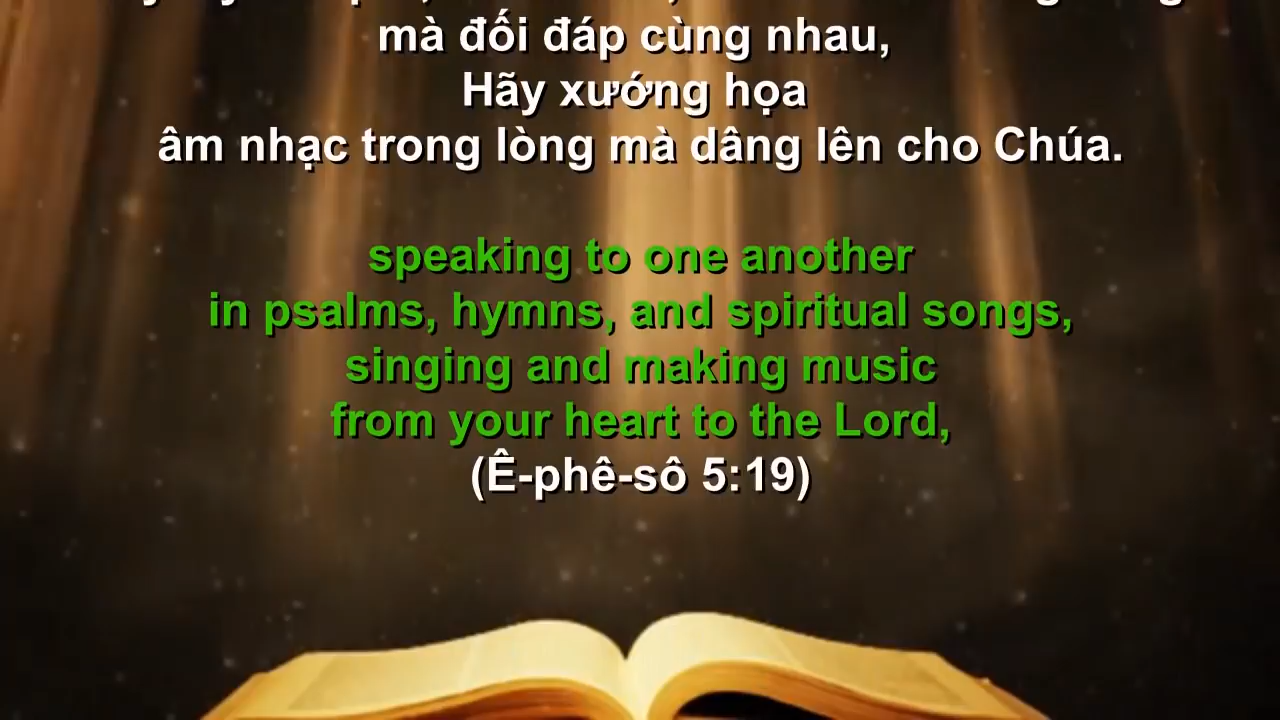 mà đối đáp cùng nhau,
Hãy xướng họa
âm nhạc trong lòng mà dâng lên cho Chúa.
speaking to one another
in psalms, hymns, and spiritual songs,
singing and making music
from your heart to the Lord,
(Ê-phê-sô 5:19)